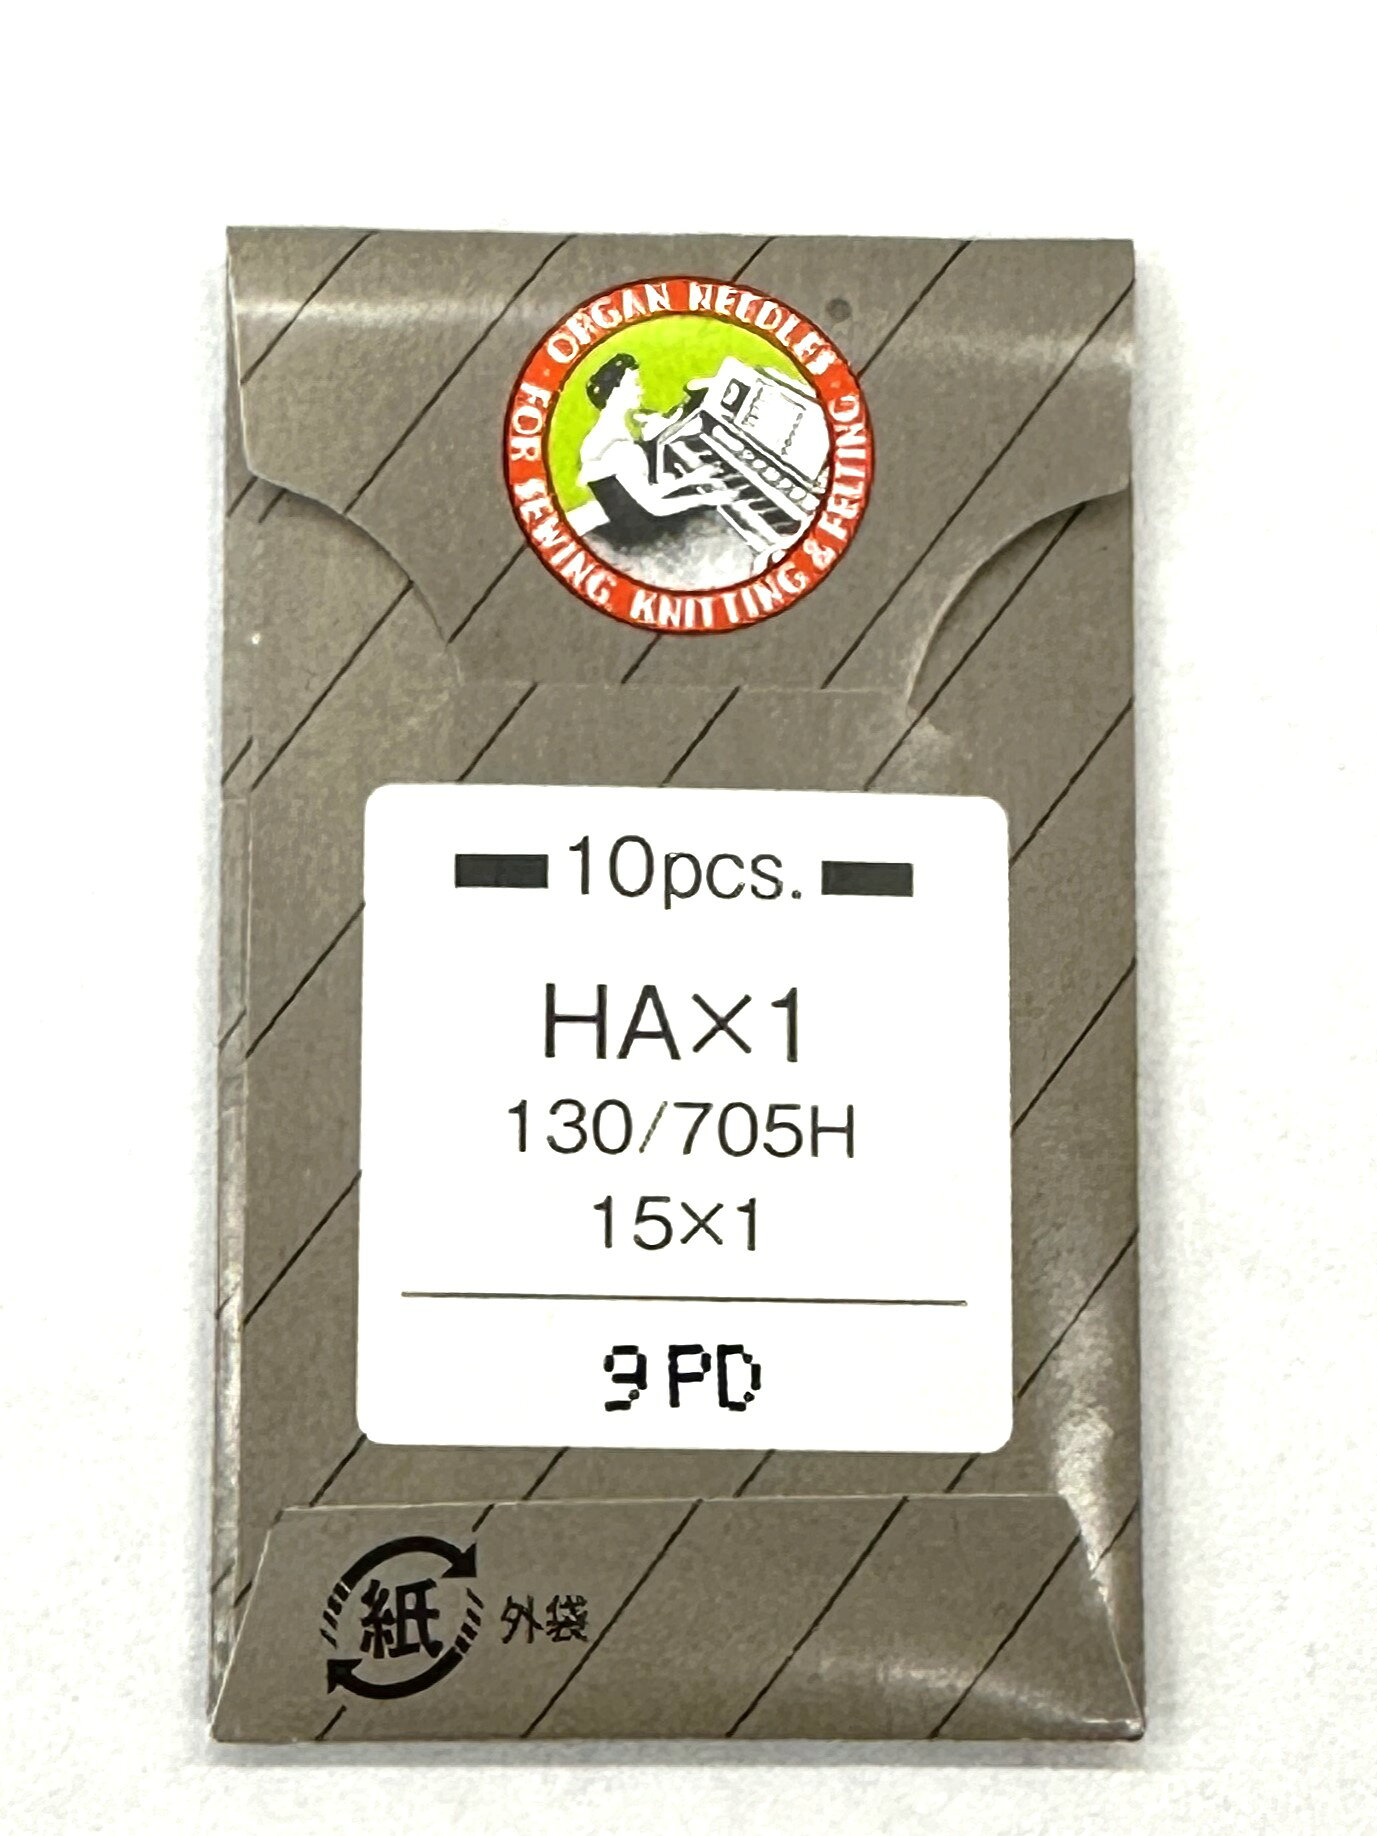 ORGAN NEEDLES
· FOR SEWING, KNITTING & FELTING ·
10pcs.
HA×1
130/705H
15×1
9PD
紙 外袋